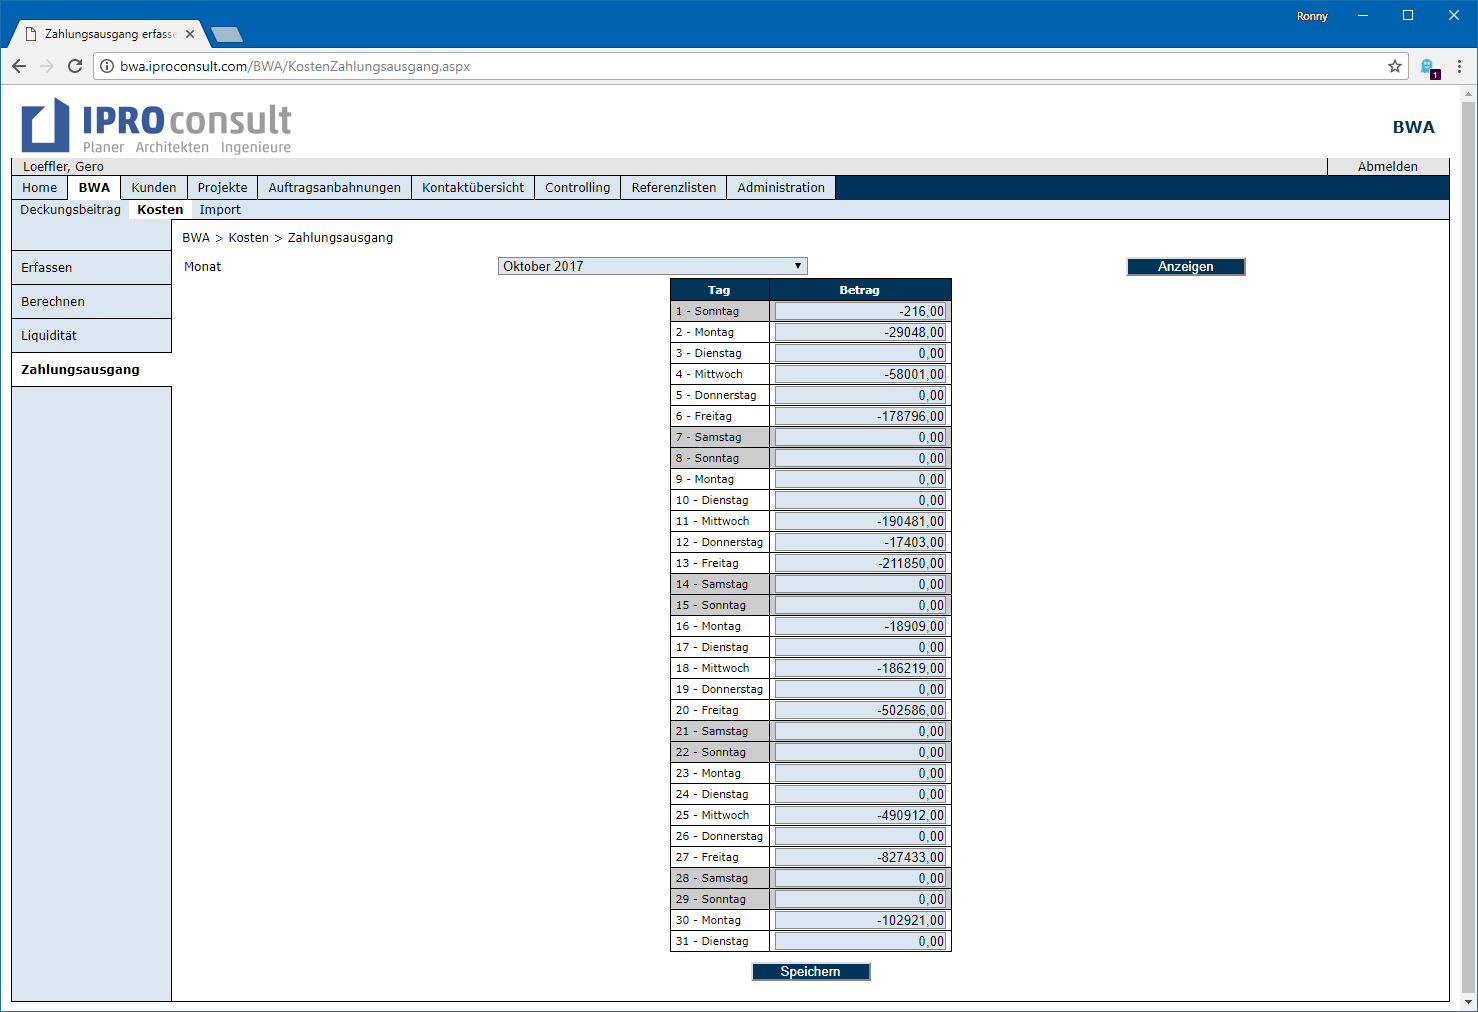 Ronny
Zahlungsausgang erfasse
bwa.iproconsult.com/BWA/KostenZahlungsausgang.aspx
1
IPROconsult
Planer Architekten Ingenieure
BWA
Loeffler, Gero Abmelden
Home BWA Kunden Projekte Auftragsanbahnungen Kontaktübersicht Controlling Referenzlisten Administration
Deckungsbeitrag Kosten Import
BWA > Kosten > Zahlungsausgang
Erfassen
Berechnen
Liquidität
Zahlungsausgang
Monat Oktober 2017 Anzeigen
Tag Betrag
1 - Sonntag -216,00
2 - Montag -29048,00
3 - Dienstag 0,00
4 - Mittwoch -58001,00
5 - Donnerstag 0,00
6 - Freitag -178796,00
7 - Samstag 0,00
8 - Sonntag 0,00
9 - Montag 0,00
10 - Dienstag 0,00
11 - Mittwoch -190481,00
12 - Donnerstag -17403,00
13 - Freitag -211850,00
14 - Samstag 0,00
15 - Sonntag 0,00
16 - Montag -18909,00
17 - Dienstag 0,00
18 - Mittwoch -186219,00
19 - Donnerstag 0,00
20 - Freitag -502586,00
21 - Samstag 0,00
22 - Sonntag 0,00
23 - Montag 0,00
24 - Dienstag 0,00
25 - Mittwoch -490912,00
26 - Donnerstag 0,00
27 - Freitag -827433,00
28 - Samstag 0,00
29 - Sonntag 0,00
30 - Montag -102921,00
31 - Dienstag 0,00
Speichern